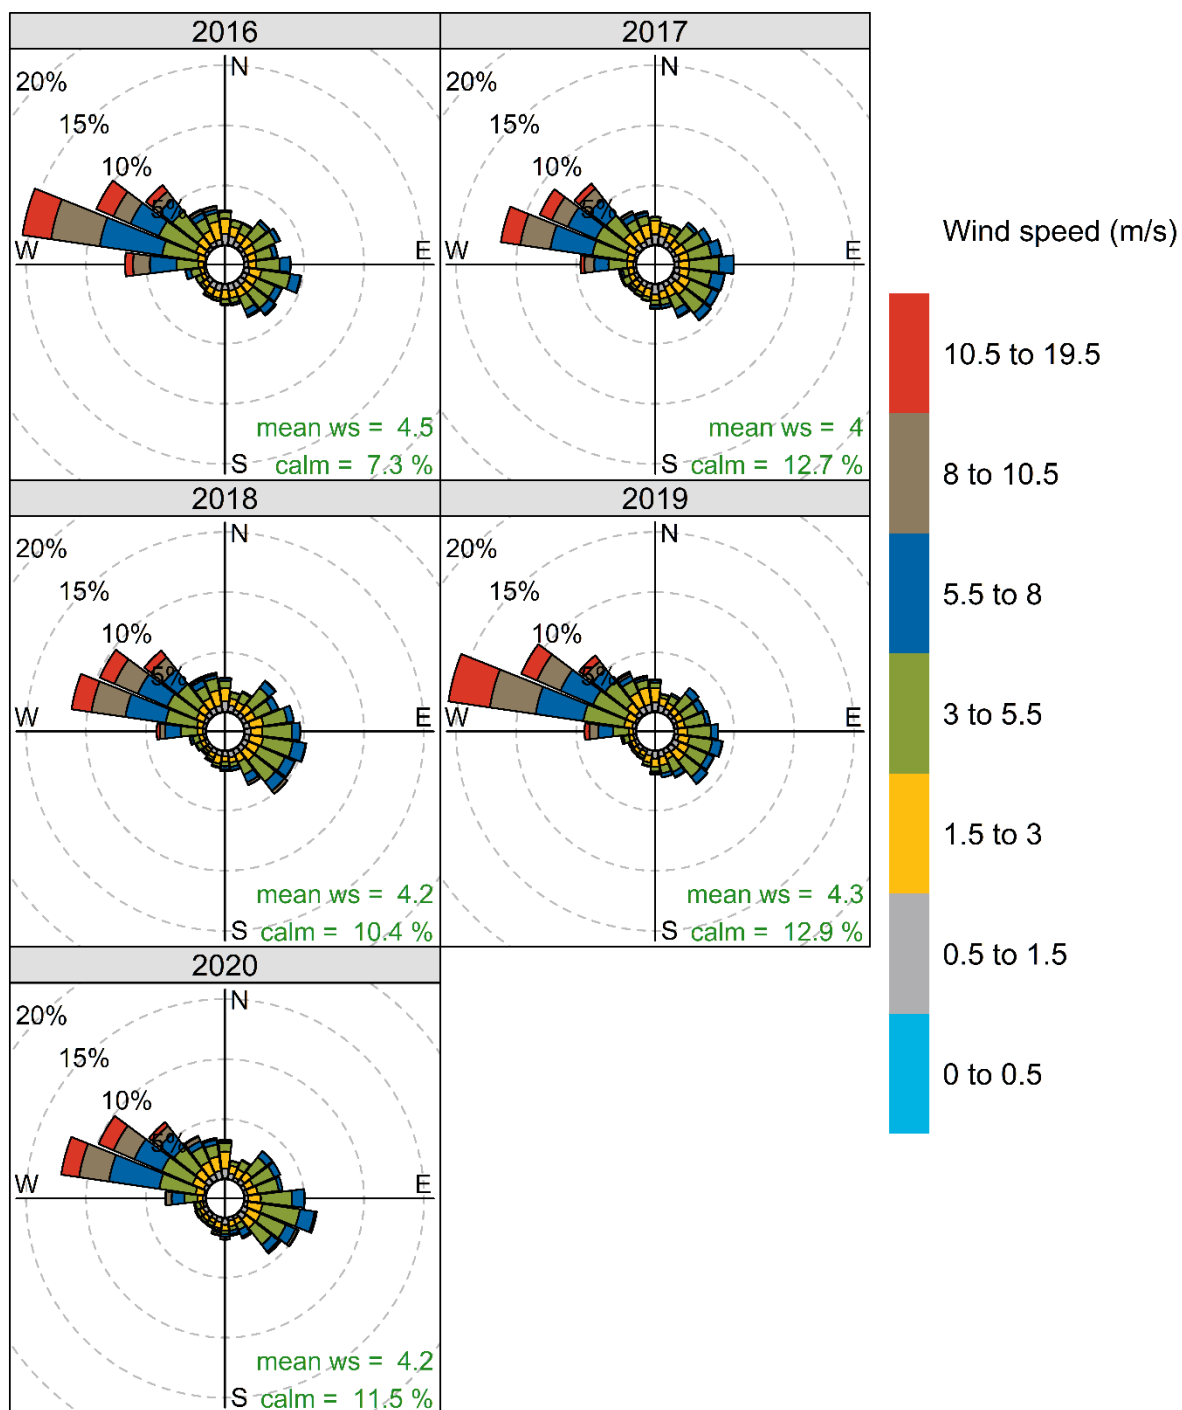 2016
20%
15%
10%
5%
N
W
E
S
mean ws = 4.5
calm = 7.3 %
2017
20%
15%
10%
5%
N
W
E
S
mean ws = 4
calm = 12.7 %
2018
20%
15%
10%
5%
N
W
E
S
mean ws = 4.2
calm = 10.4 %
2019
20%
15%
10%
5%
N
W
E
S
mean ws = 4.3
calm = 12.9 %
2020
20%
15%
10%
5%
N
W
E
S
mean ws = 4.2
calm = 11.5 %
Wind speed (m/s)
10.5 to 19.5
8 to 10.5
5.5 to 8
3 to 5.5
1.5 to 3
0.5 to 1.5
0 to 0.5